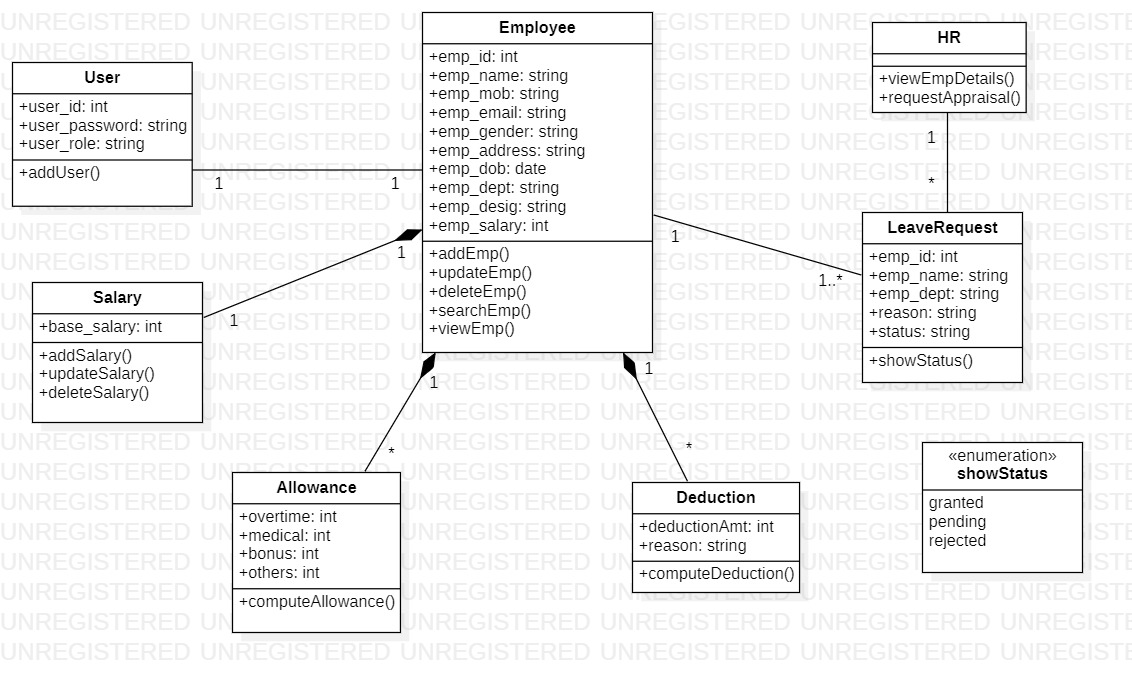 Employee
+emp_id: int
+emp_name: string
+emp_mob: string
+emp_email: string
+emp_gender: string
+emp_address: string
+emp_dob: date
+emp_dept: string
+emp_desig: string
+emp_salary: int
+addEmp()
+updateEmp()
+deleteEmp()
+searchEmp()
+viewEmp()
HR
+viewEmpDetails()
+requestAppraisal()
User
+user_id: int
+user_password: string
+user_role: string
+addUser()
1
1
1
*
1
1..*
1
1
LeaveRequest
+emp_id: int
+emp_name: string
+emp_dept: string
+reason: string
+status: string
+showStatus()
Salary
+base_salary: int
+addSalary()
+updateSalary()
+deleteSalary()
1
*
1
*
Allowance
+overtime: int
+medical: int
+bonus: int
+others: int
+computeAllowance()
Deduction
+deductionAmt: int
+reason: string
+computeDeduction()
«enumeration»
showStatus
granted
pending
rejected
UNREGISTERED